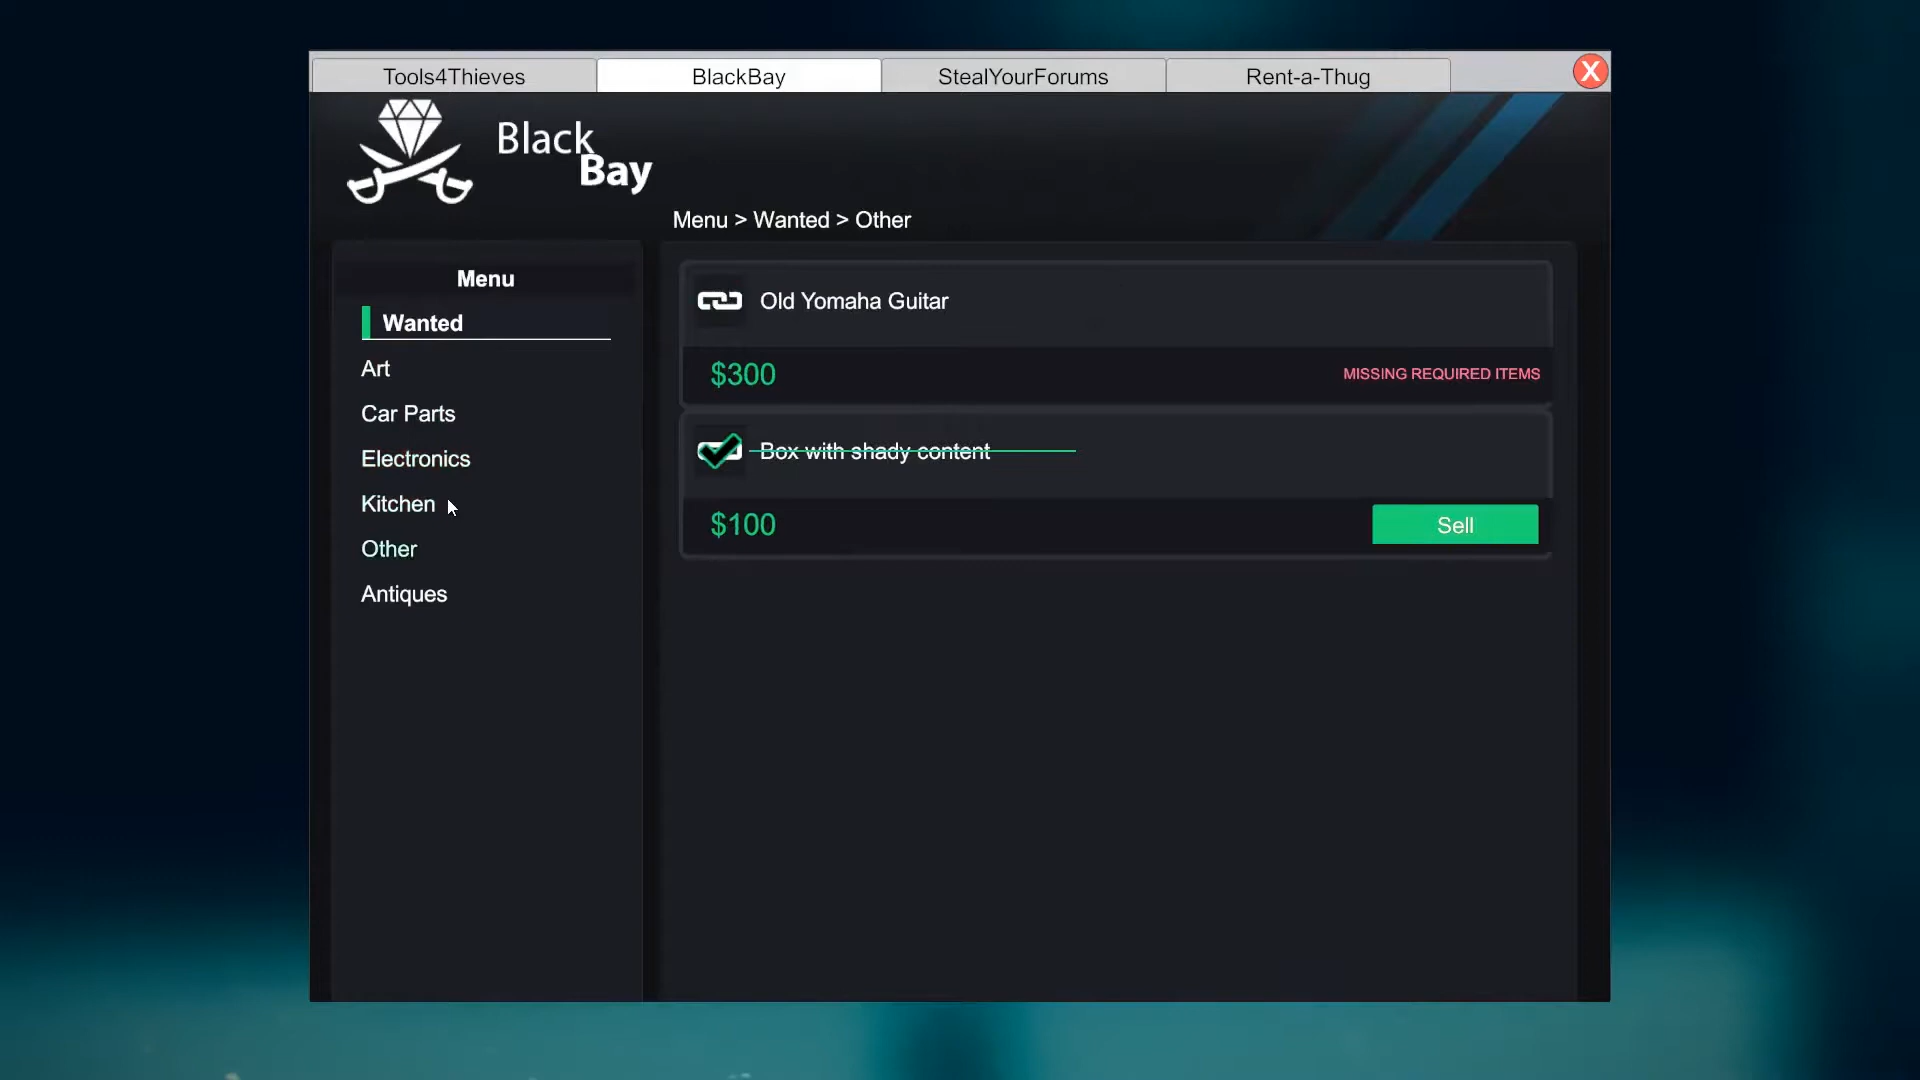 Tools4Thieves
BlackBay
StealYourForums
Rent-a-Thug
X
Black
Bay
Menu > Wanted > Other
Menu
Wanted
Art
Car Parts
Electronics
Kitchen
Other
Antiques
Old Yomaha Guitar
$300
MISSING REQUIRED ITEMS
Box with shady content
$100
Sell